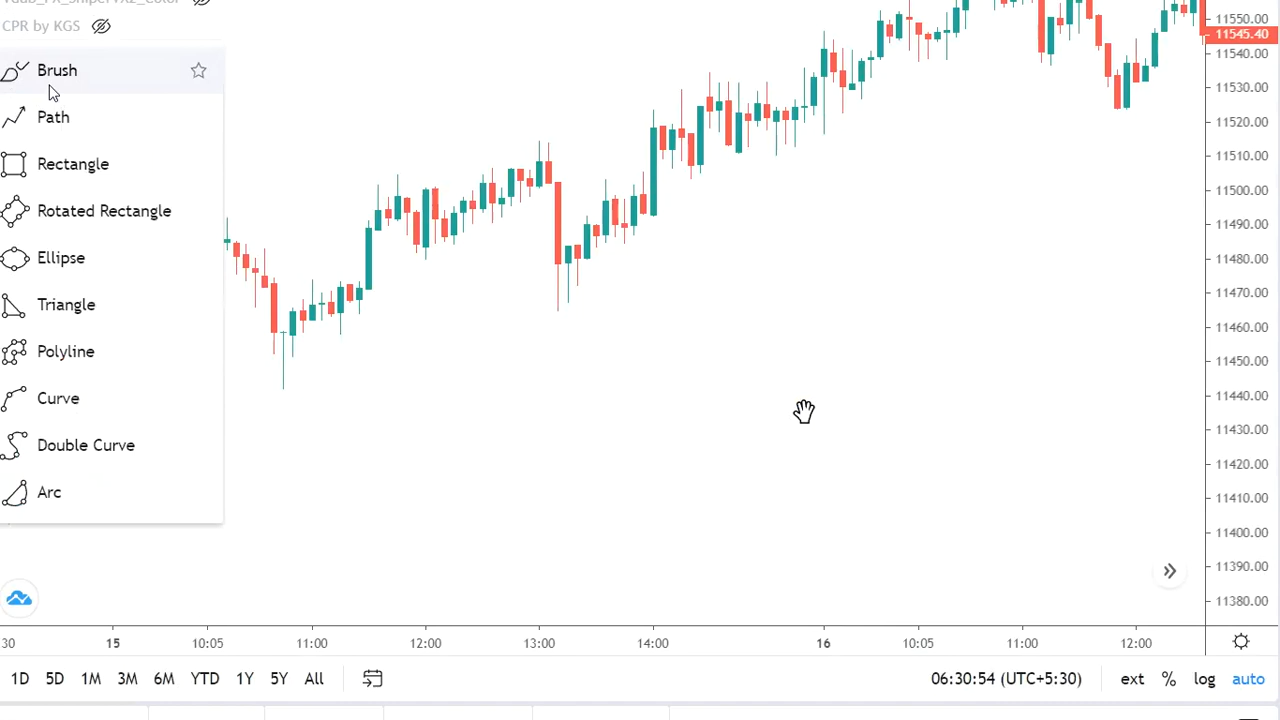 CPR by KGS
Brush
Path
Rectangle
Rotated Rectangle
Ellipse
Triangle
Polyline
Curve
Double Curve
Arc
11550.00
11545.40
11540.00
11530.00
11520.00
11510.00
11500.00
11490.00
11480.00
11470.00
11460.00
11450.00
11440.00
11430.00
11420.00
11410.00
11400.00
11390.00
11380.00
30 15 10:05 11:00 12:00 13:00 14:00 16 10:05 11:00 12:00
1D 5D 1M 3M 6M YTD 1Y 5Y All 06:30:54 (UTC+5:30) ext % log auto